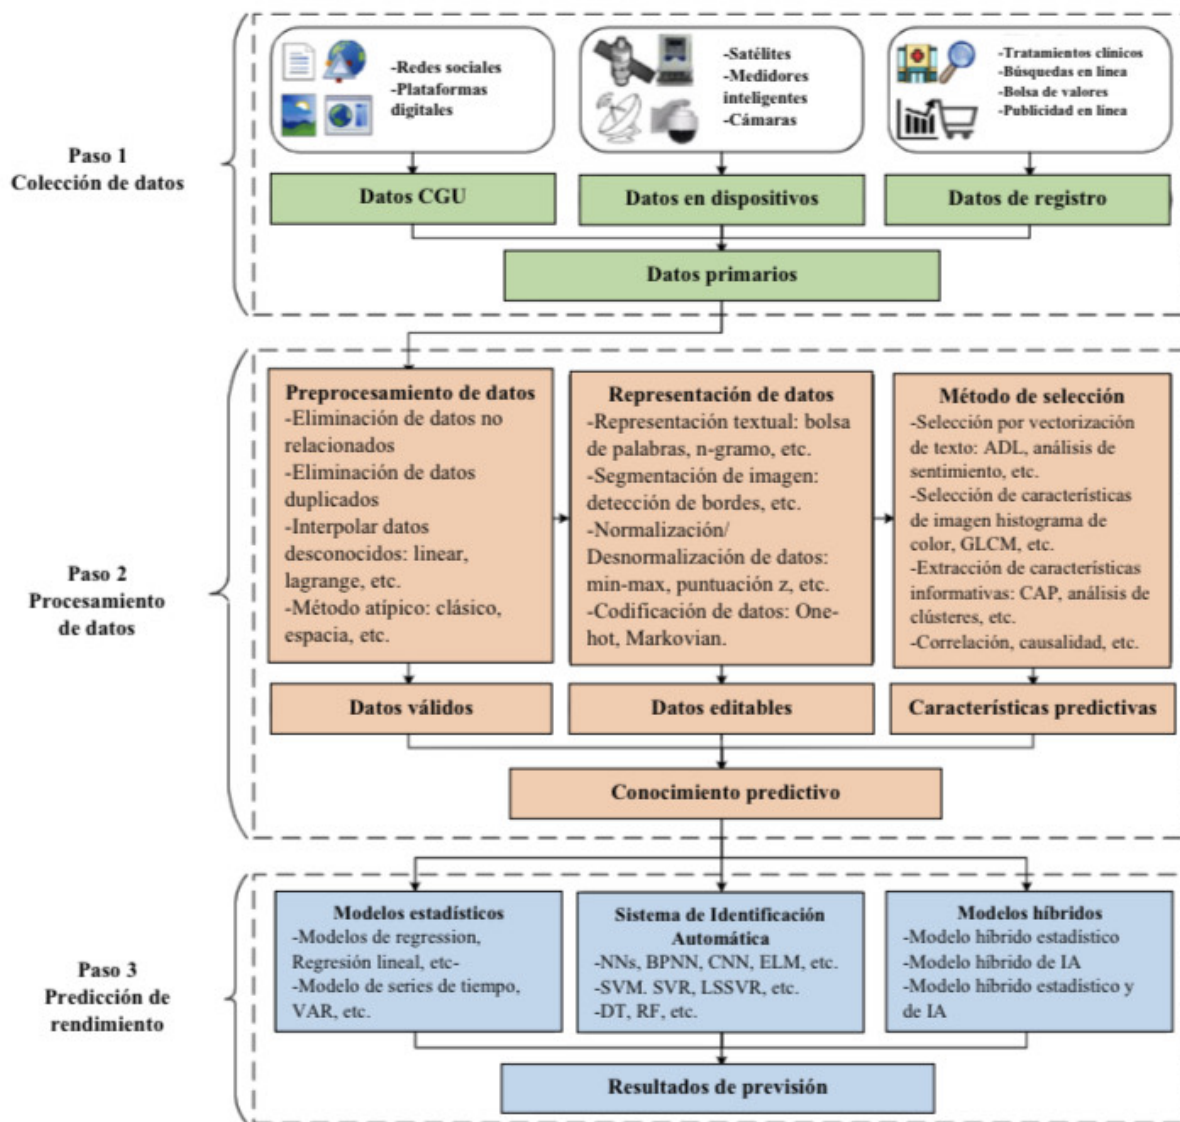 -Redes sociales
-Plataformas
digitales
-Satélites
-Medidores
inteligentes
-Cámaras
-Tratamientos clínicos
-Búsquedas en línea
-Bolsa de valores
-Publicidad en línea
Paso 1
Colección de datos
Datos CGU
Datos en dispositivos
Datos de registro
Datos primarios
Paso 2
Procesamiento
de datos
Preprocesamiento de datos
-Eliminación de datos no
relacionados
-Eliminación de datos
duplicados
-Interpolar datos
desconocidos: linear,
lagrange, etc.
-Método atípico: clásico,
espacia, etc.
Representación de datos
-Representación textual: bolsa
de palabras, n-gramo, etc.
-Segmentación de imagen:
detección de bordes, etc.
-Normalización/
Desnormalización de datos:
min-max, puntuación z, etc.
-Codificación de datos: One-
hot, Markovian.
Método de selección
-Selección por vectorización
de texto: ADL, análisis de
sentimiento, etc.
-Selección de características
de imagen histograma de
color, GLCM, etc.
-Extracción de características
informativas: CAP, análisis de
clústeres, etc.
-Correlación, causalidad, etc.
Datos válidos
Datos editables
Características predictivas
Conocimiento predictivo
Paso 3
Predicción de
rendimiento
Modelos estadísticos
-Modelos de regression,
Regresión lineal, etc-
-Modelo de series de tiempo,
VAR, etc.
Sistema de Identificación
Automática
-NNs, BPNN, CNN, ELM, etc.
-SVM. SVR, LSSVR, etc.
-DT, RF, etc.
Modelos híbridos
-Modelo híbrido estadístico
-Modelo híbrido de IA
-Modelo híbrido estadístico y
de IA
Resultados de previsión